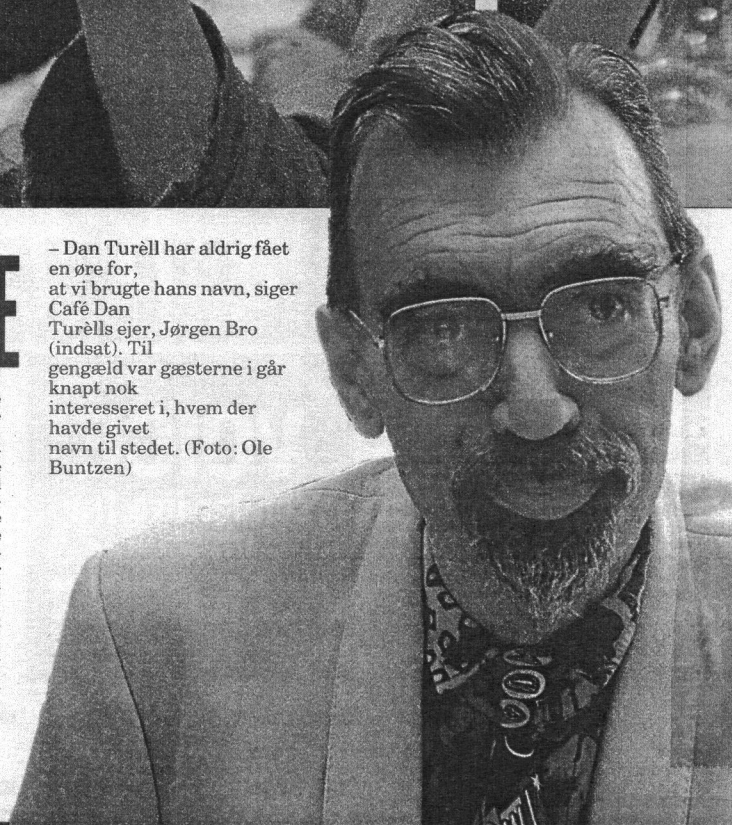 – Dan Turèll har aldrig fået
en øre for,
at vi brugte hans navn, siger
Café Dan
Turèlls ejer, Jørgen Bro
(indsat). Til
gengæld var gæsterne i går
knapt nok
interesseret i, hvem der
havde givet
navn til stedet. (Foto: Ole
Buntzen)